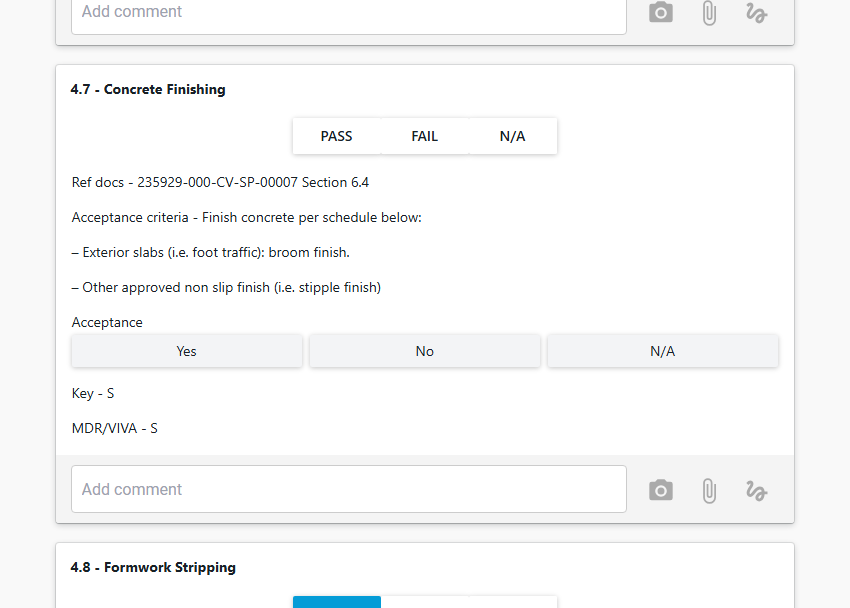 Add comment
4.7 - Concrete Finishing
PASS FAIL N/A
Ref docs - 235929-000-CV-SP-00007 Section 6.4
Acceptance criteria - Finish concrete per schedule below:
– Exterior slabs (i.e. foot traffic): broom finish.
– Other approved non slip finish (i.e. stipple finish)
Acceptance
Yes No N/A
Key - S
MDR/VIVA - S
Add comment
4.8 - Formwork Stripping